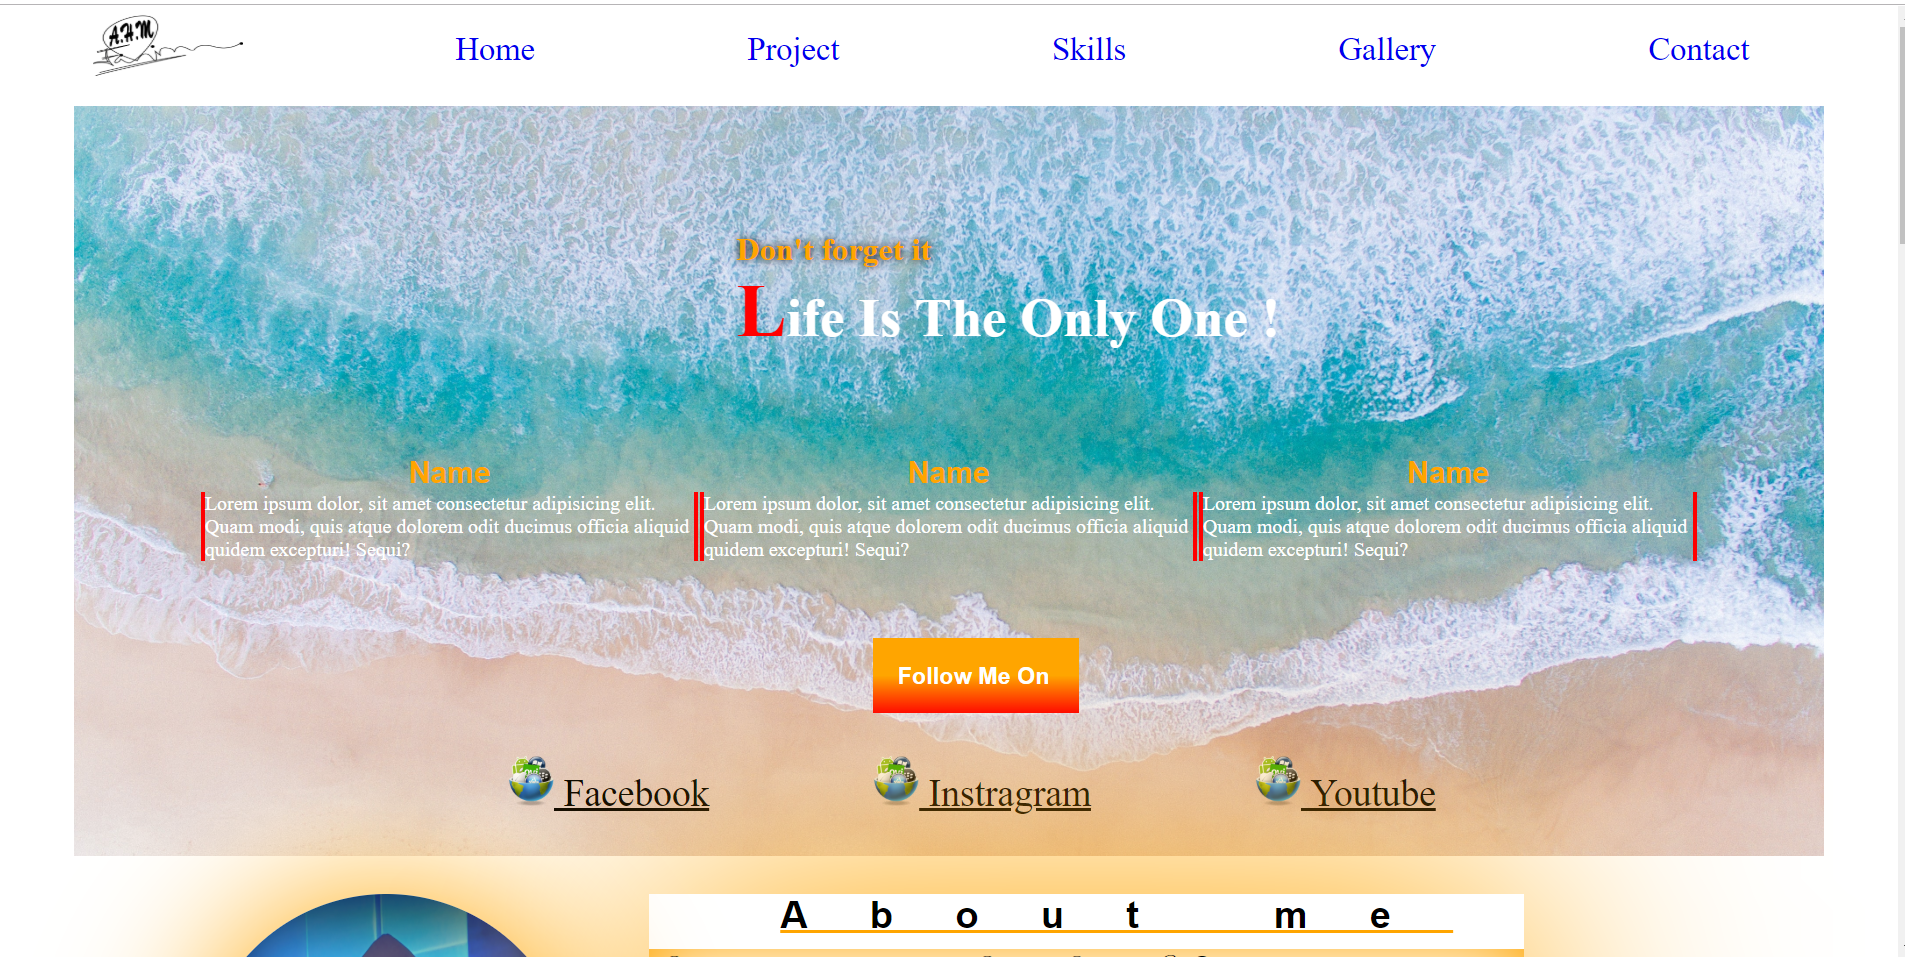 A.H.M
Home
Project
Skills
Gallery
Contact
Don't forget it
Life Is The Only One !
Name
Lorem ipsum dolor, sit amet consectetur adipisicing elit.
Quam modi, quis atque dolorem odit ducimus officia aliquid
quidem excepturi! Sequi?
Name
Lorem ipsum dolor, sit amet consectetur adipisicing elit.
Quam modi, quis atque dolorem odit ducimus officia aliquid
quidem excepturi! Sequi?
Name
Lorem ipsum dolor, sit amet consectetur adipisicing elit.
Quam modi, quis atque dolorem odit ducimus officia aliquid
quidem excepturi! Sequi?
Follow Me On
Facebook
Instragram
Youtube
About me